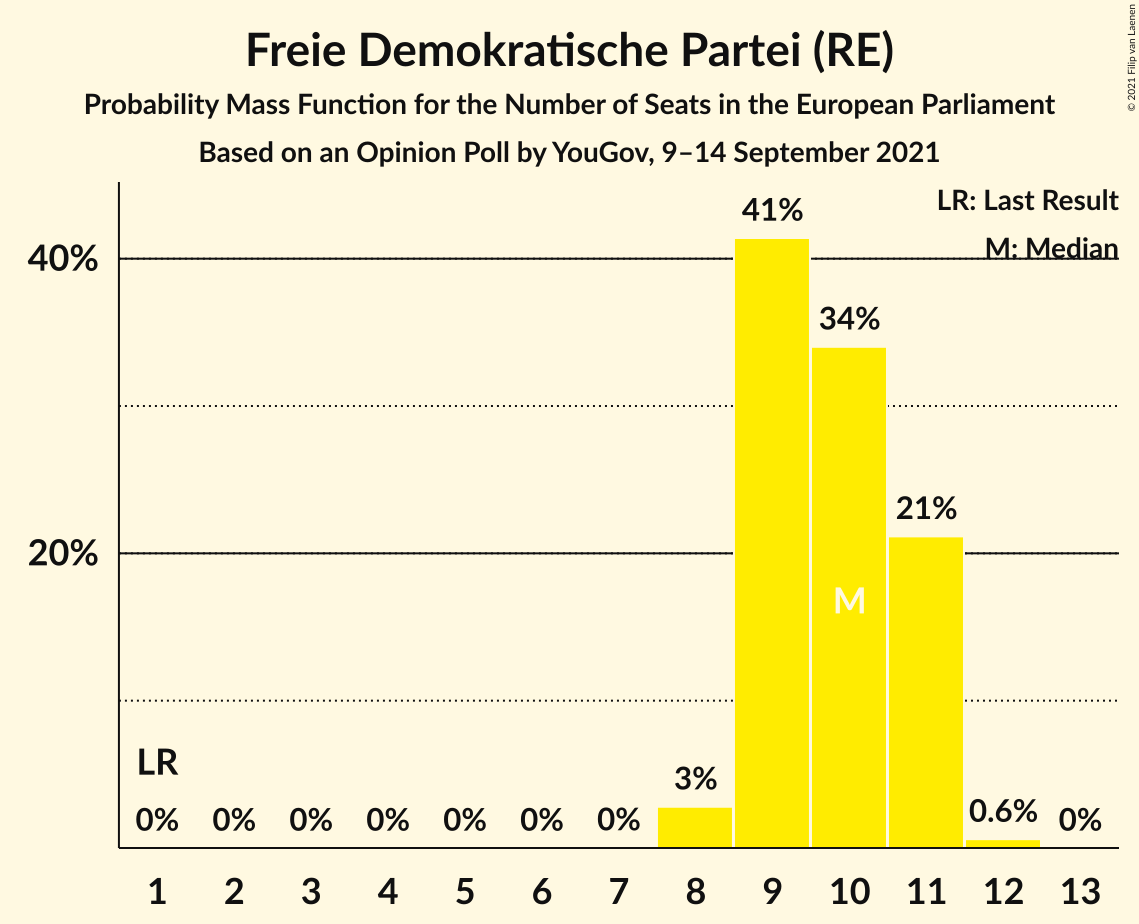 Freie Demokratische Partei (RE)
Probability Mass Function for the Number of Seats in the European Parliament
Based on an Opinion Poll by YouGov, 9–14 September 2021
© 2021 Filip van Laenen
LR: Last Result
M: Median
40%
20%
41%
34%
21%
M
LR
3%
0.6%
0% 0% 0% 0% 0% 0% 0% 0%
1 2 3 4 5 6 7 8 9 10 11 12 13